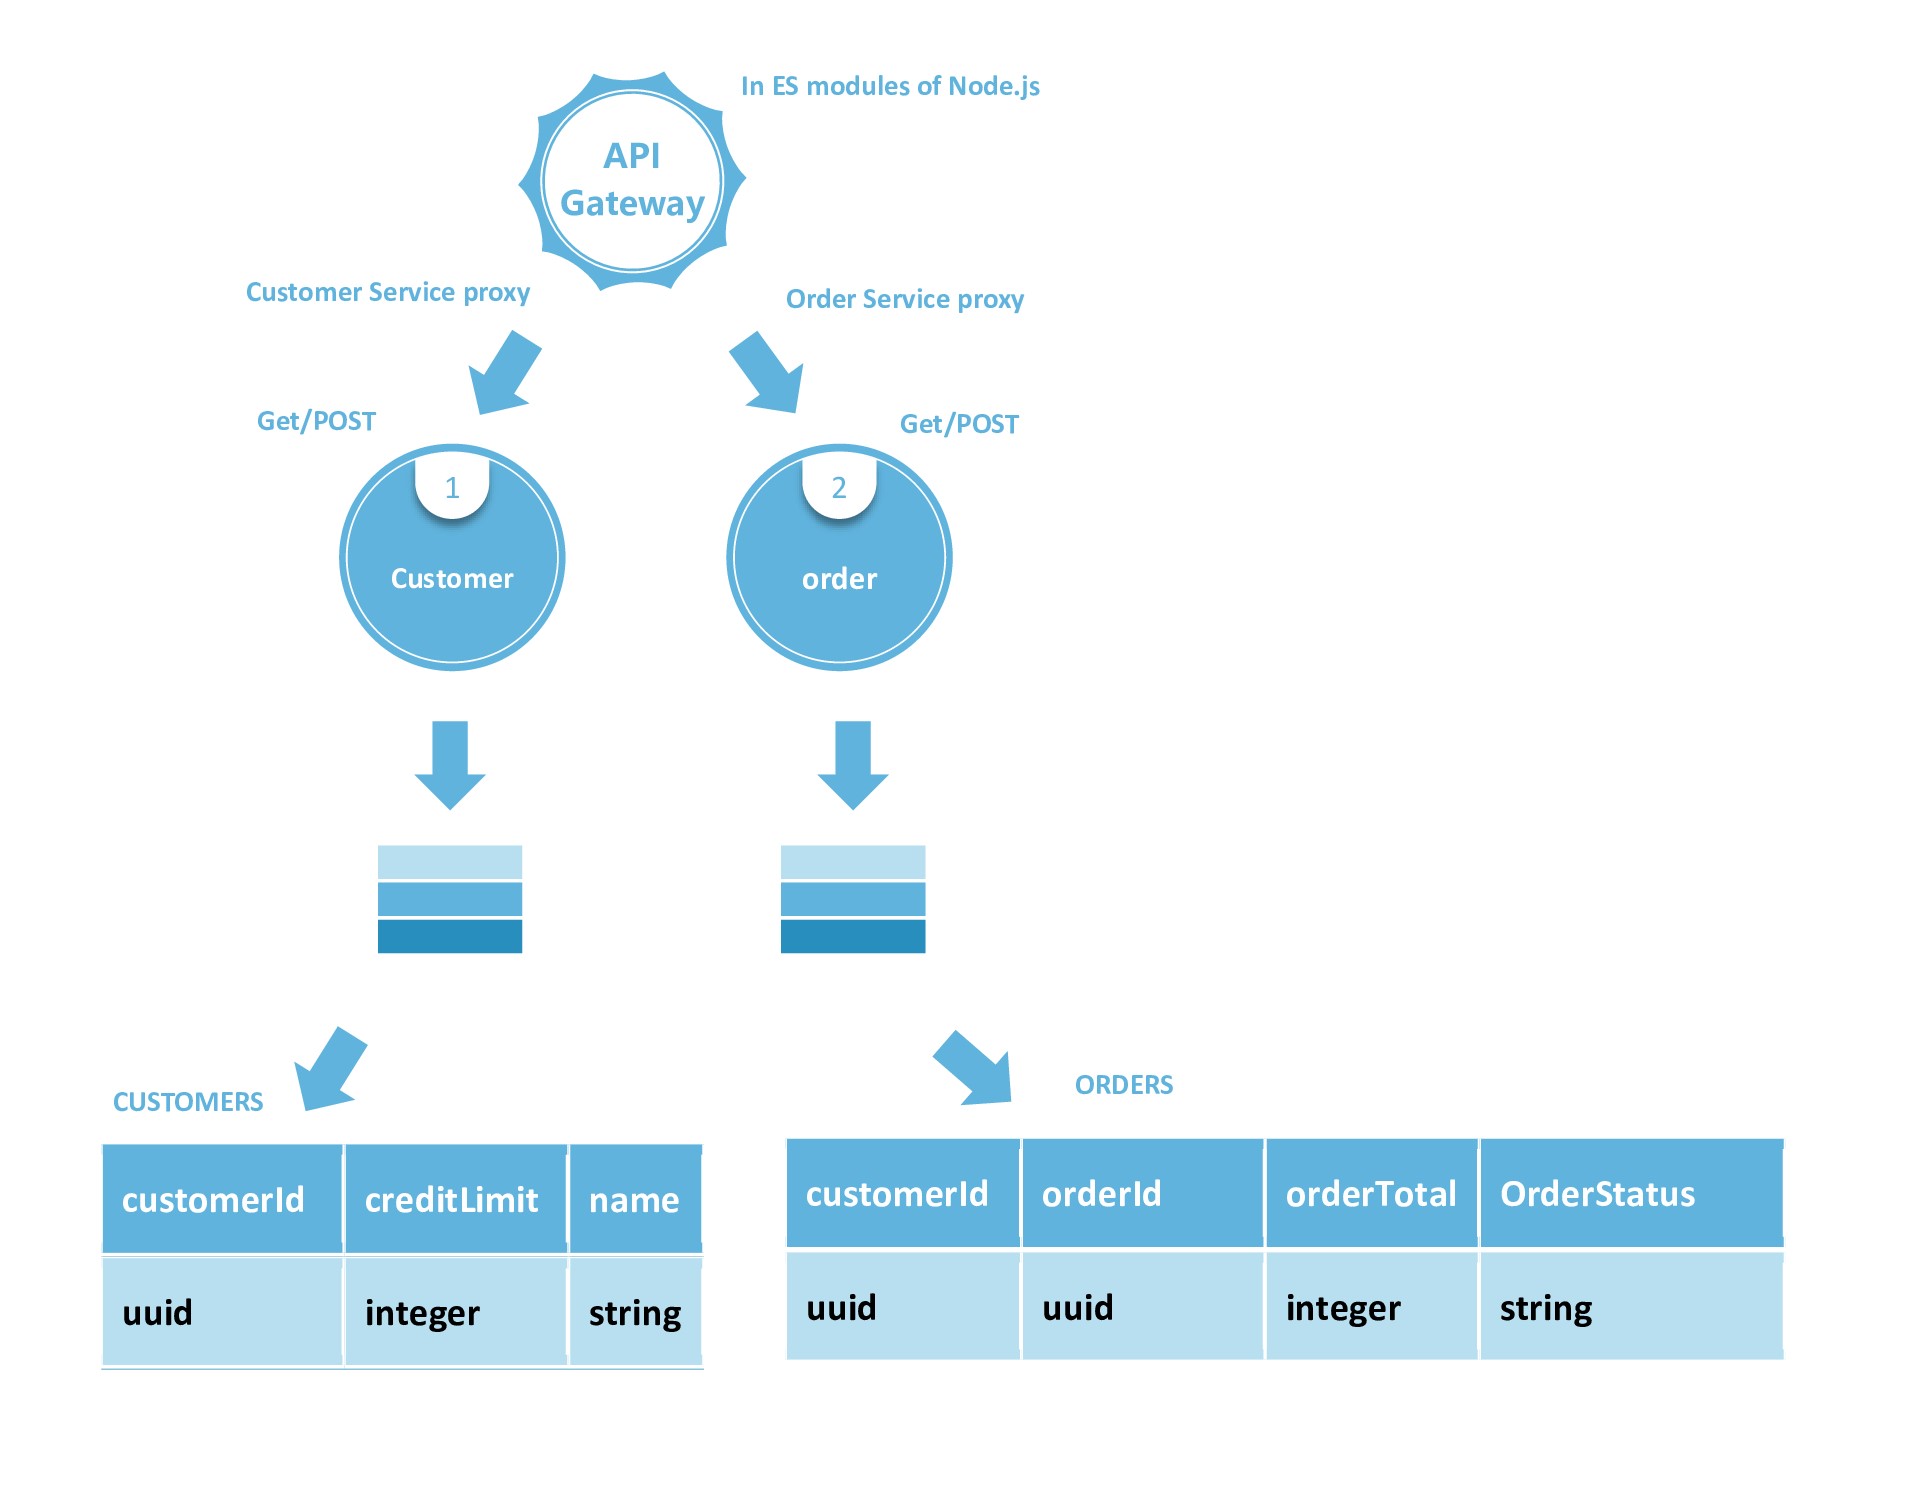 In ES modules of Node.js
API
Gateway
Customer Service proxy
Order Service proxy
Get/POST
Get/POST
1
2
Customer
order
CUSTOMERS
ORDERS
customerId creditLimit name
uuid integer string
customerId orderId orderTotal OrderStatus
uuid uuid integer string